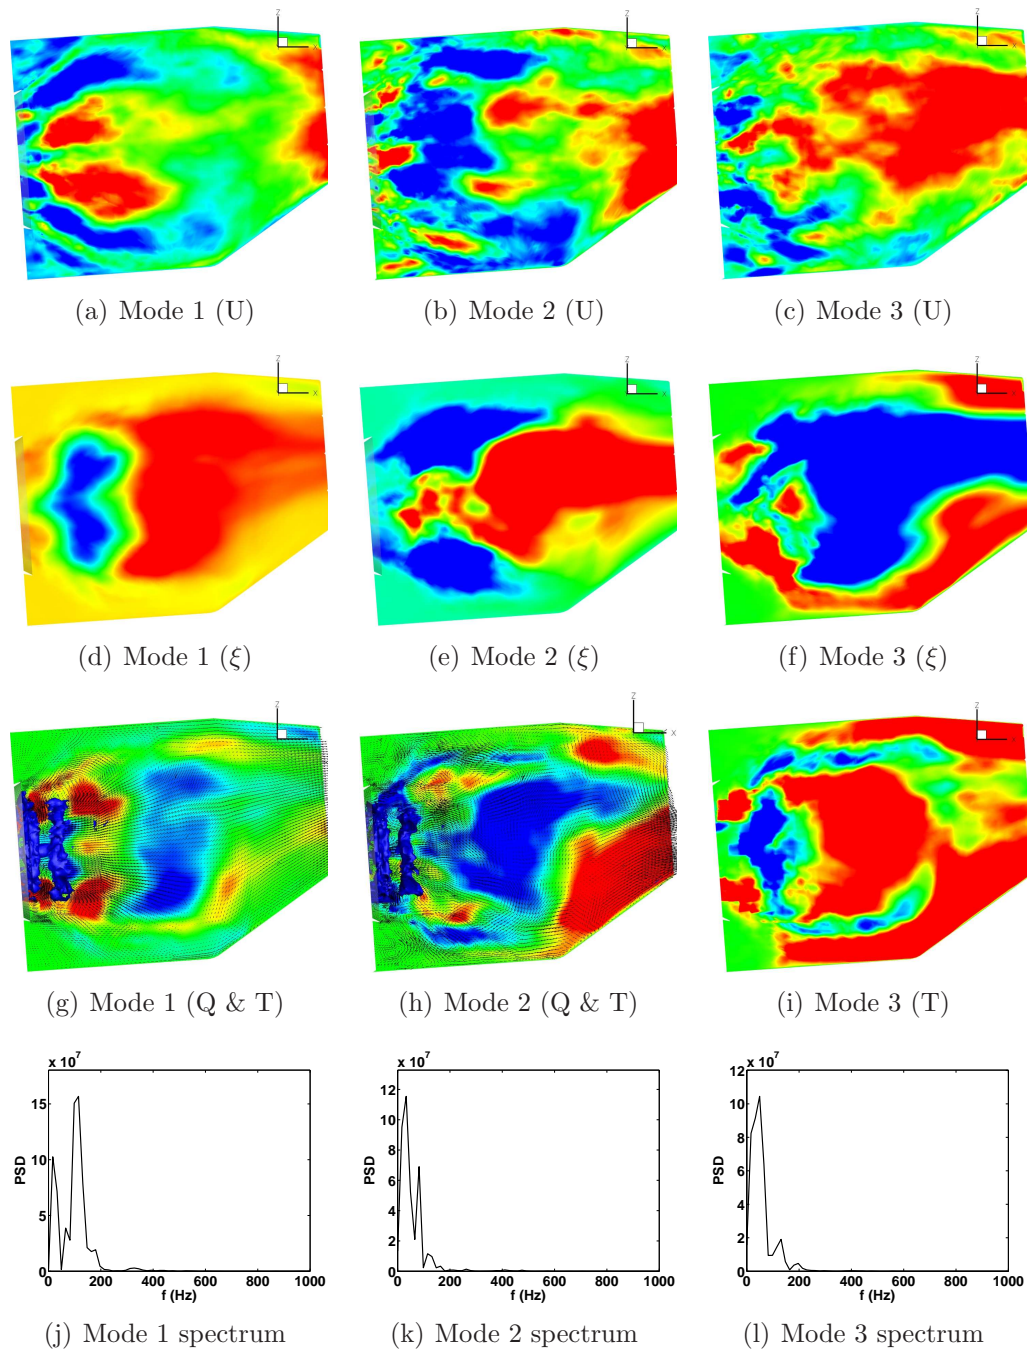 Z
X
Z
Z
(a) Mode 1 (U)
(b) Mode 2 (U)
(c) Mode 3 (U)
Z
X
Z
Z
(d) Mode 1 (ξ)
(e) Mode 2 (ξ)
(f) Mode 3 (ξ)
Z
Z
X
Z
(g) Mode 1 (Q & T)
(h) Mode 2 (Q & T)
(i) Mode 3 (T)
x 10^7
15
10
5
0
PSD
0 200 400 600 800 1000
f (Hz)
x 10^7
12
10
8
6
4
2
0
PSD
0 200 400 600 800 1000
f (Hz)
x 10^7
12
10
8
6
4
2
0
PSD
0 200 400 600 800 1000
f (Hz)
(j) Mode 1 spectrum
(k) Mode 2 spectrum
(l) Mode 3 spectrum